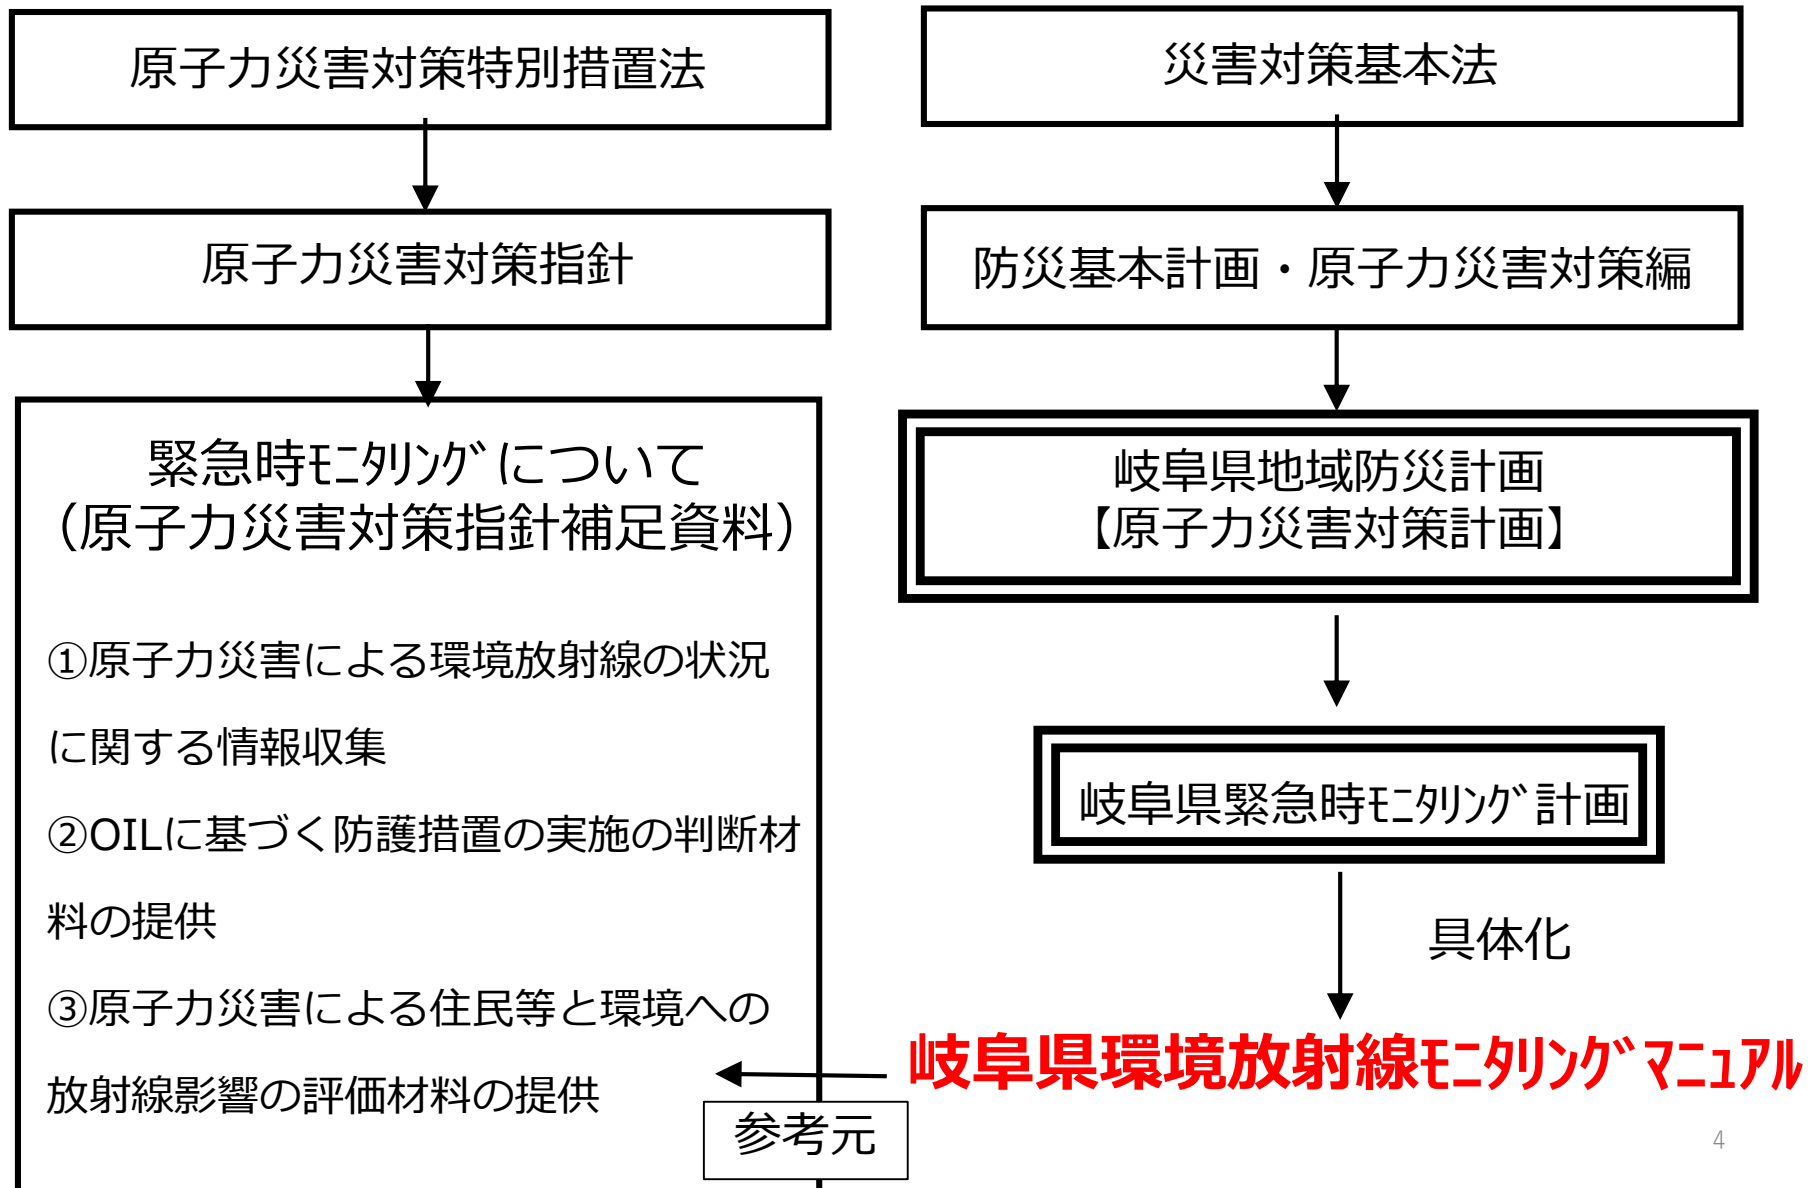 原子力災害対策特別措置法
原子力災害対策指針
緊急時ﾓﾆﾀﾘﾝｸﾞについて
（原子力災害対策指針補足資料）
①原子力災害による環境放射線の状況
に関する情報収集
②OILに基づく防護措置の実施の判断材
料の提供
③原子力災害による住民等と環境への
放射線影響の評価材料の提供
参考元
災害対策基本法
防災基本計画・原子力災害対策編
岐阜県地域防災計画
【原子力災害対策計画】
岐阜県緊急時ﾓﾆﾀﾘﾝｸﾞ計画
具体化
岐阜県環境放射線ﾓﾆﾀﾘﾝｸﾞﾏﾆｭｱﾙ
4